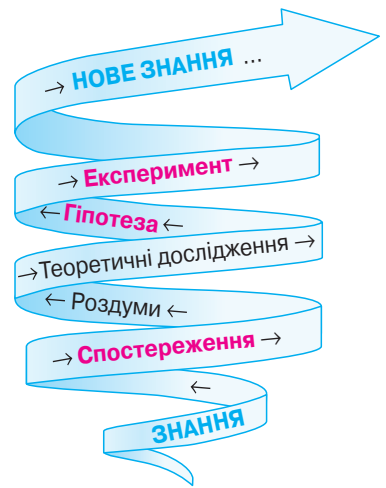 → НОВЕ ЗНАННЯ ...
→ Експеримент →
← Гіпотеза ←
→ Теоретичні дослідження →
← Роздуми ←
→ Спостереження →
←
ЗНАННЯ